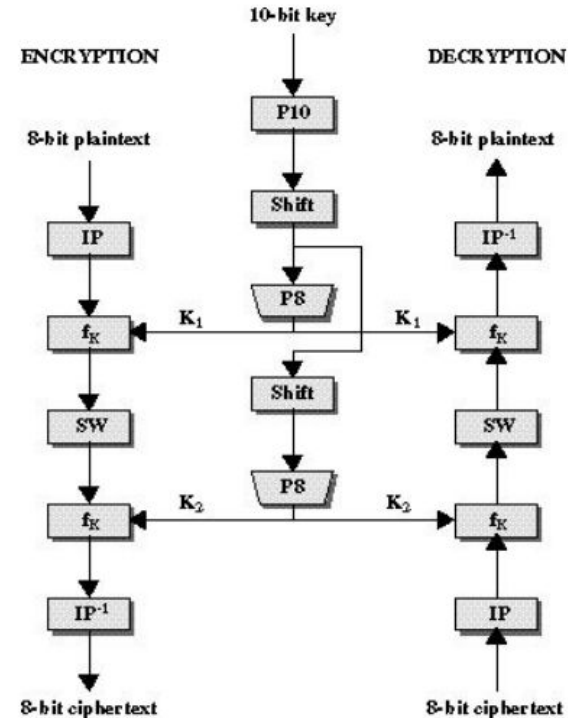 10-bit key
ENCRYPTION
DECRYPTION
P10
8-bit plaintext
8-bit plaintext
Shift
IP
IP-1
P8
K1
K1
fK
fK
Shift
SW
SW
P8
K2
K2
fK
fK
IP-1
IP
8-bit ciphertext
8-bit ciphertext